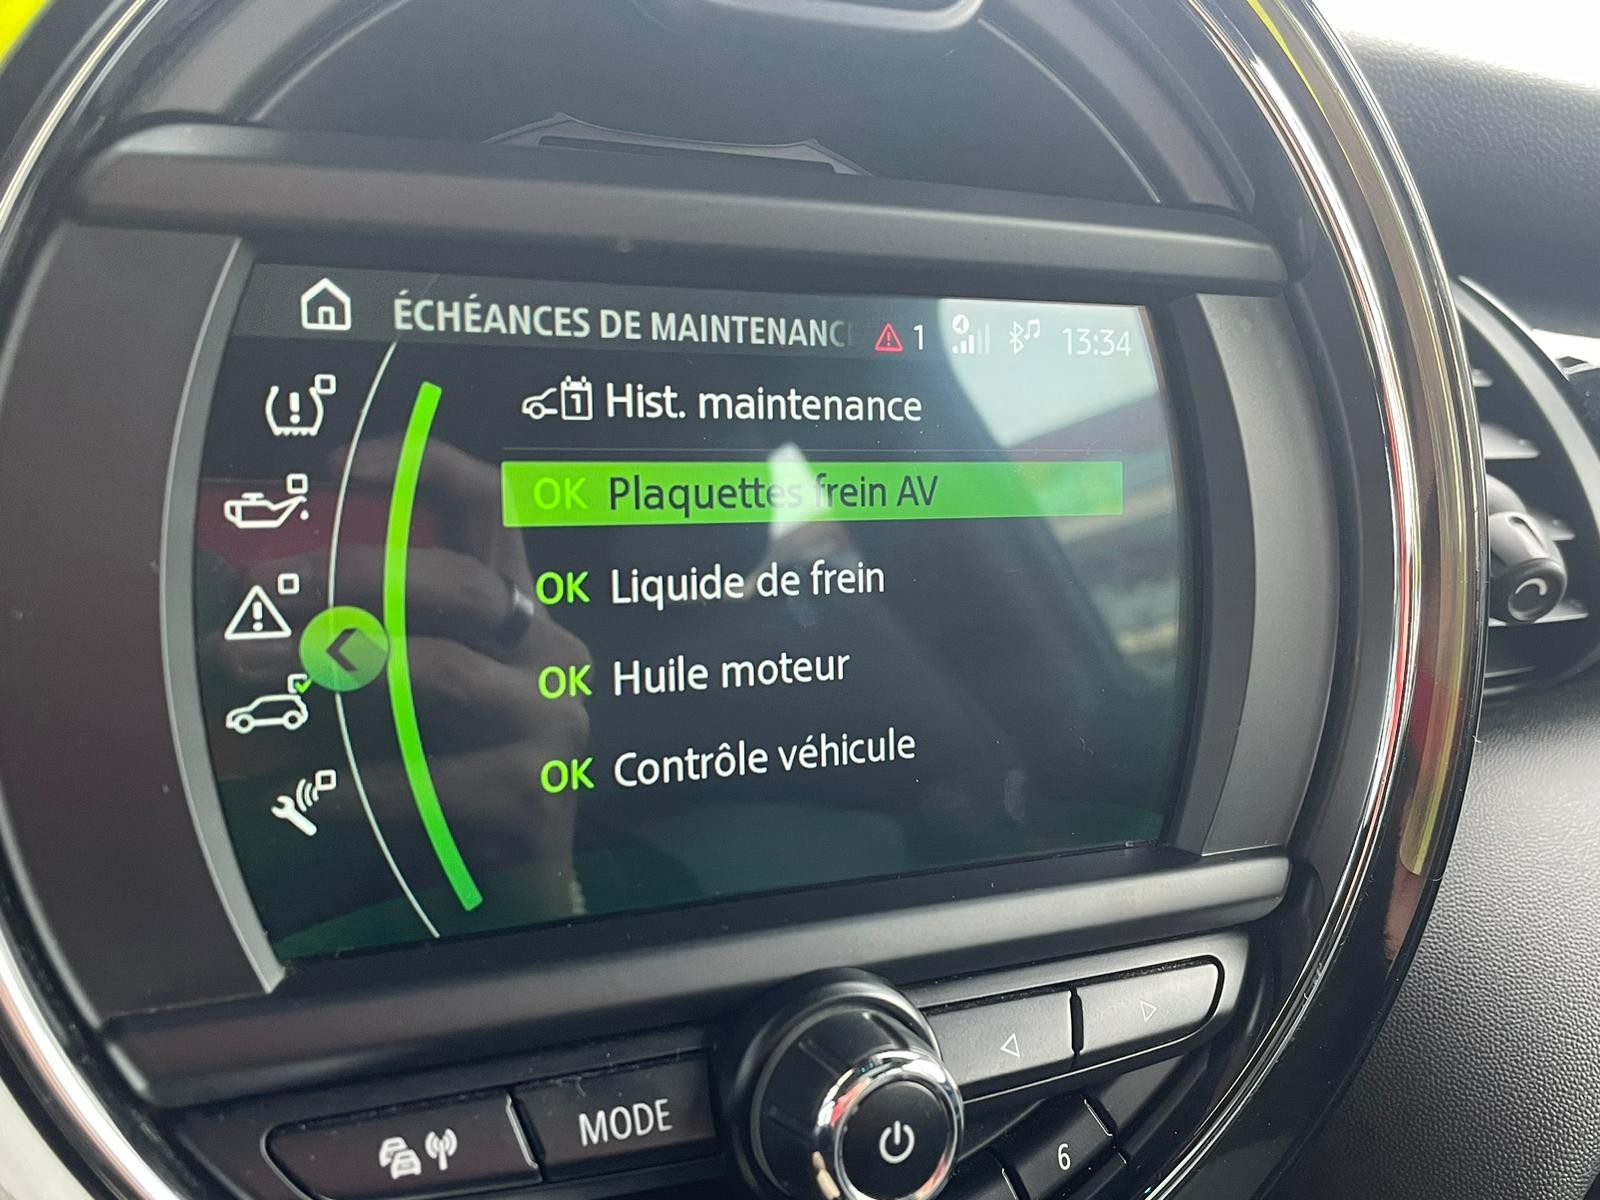 ÉCHÉANCES DE MAINTENANC 1 13:34
1 Hist. maintenance
OK Plaquettes frein AV
OK Liquide de frein
OK Huile moteur
OK Contrôle véhicule
MODE
6